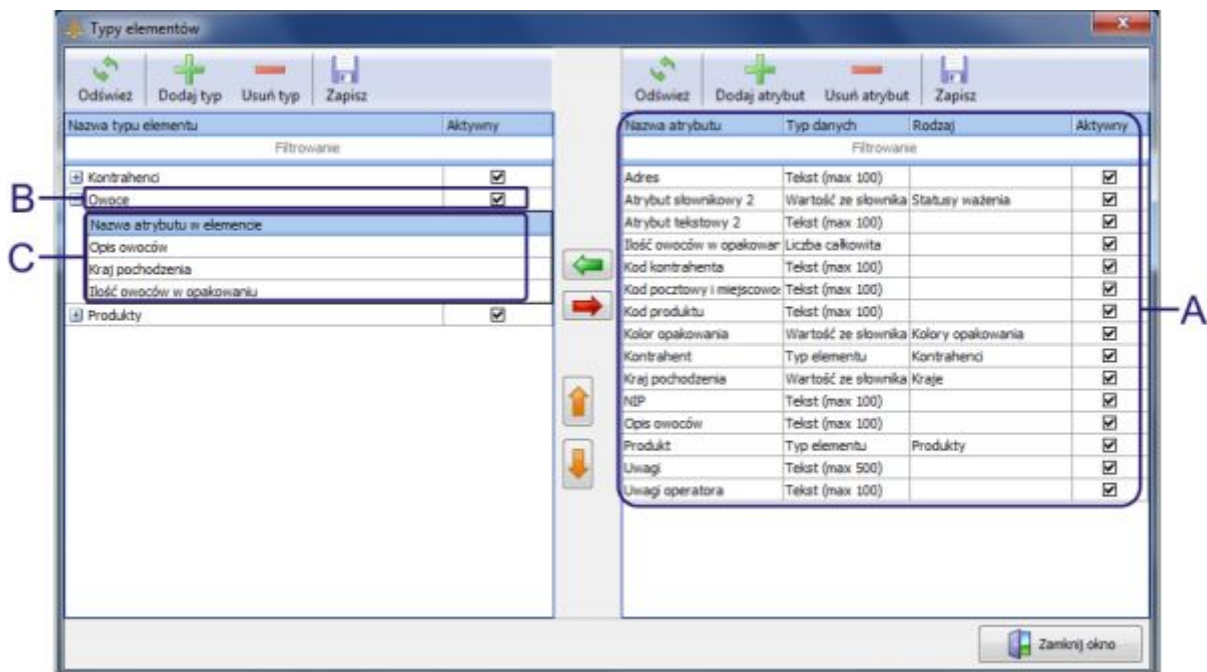 Typy elementów
Odśwież Dodaj typ Usuń typ Zapisz
Odśwież Dodaj atrybut Usuń atrybut Zapisz
Nazwa typu elementu Aktywny
Nazwa atrybutu Typ danych Rodzaj Aktywny
Filtrowanie
Filtrowanie
Kontrahenci
B Owoce
C
Nazwa atrybutu w elemencie
Opis owoców
Kraj pochodzenia
Ilość owoców w opakowaniu
Produkty
A
Adres Tekst (max 100)
Atrybut słownikowy 2 Wartość ze słownika Statusy ważenia
Atrybut tekstowy 2 Tekst (max 100)
Ilość owoców w opakowar Liczba całkowita
Kod kontrahenta Tekst (max 100)
Kod pocztowy i miejscowo: Tekst (max 100)
Kod produktu Tekst (max 100)
Kolor opakowania Wartość ze słownika Kolory opakowania
Kontrahent Typ elementu Kontrahenci
Kraj pochodzenia Wartość ze słownika Kraje
NIP Tekst (max 100)
Opis owoców Tekst (max 100)
Produkt Typ elementu Produkty
Uwagi Tekst (max 500)
Uwagi operatora Tekst (max 100)
Zamknij okno